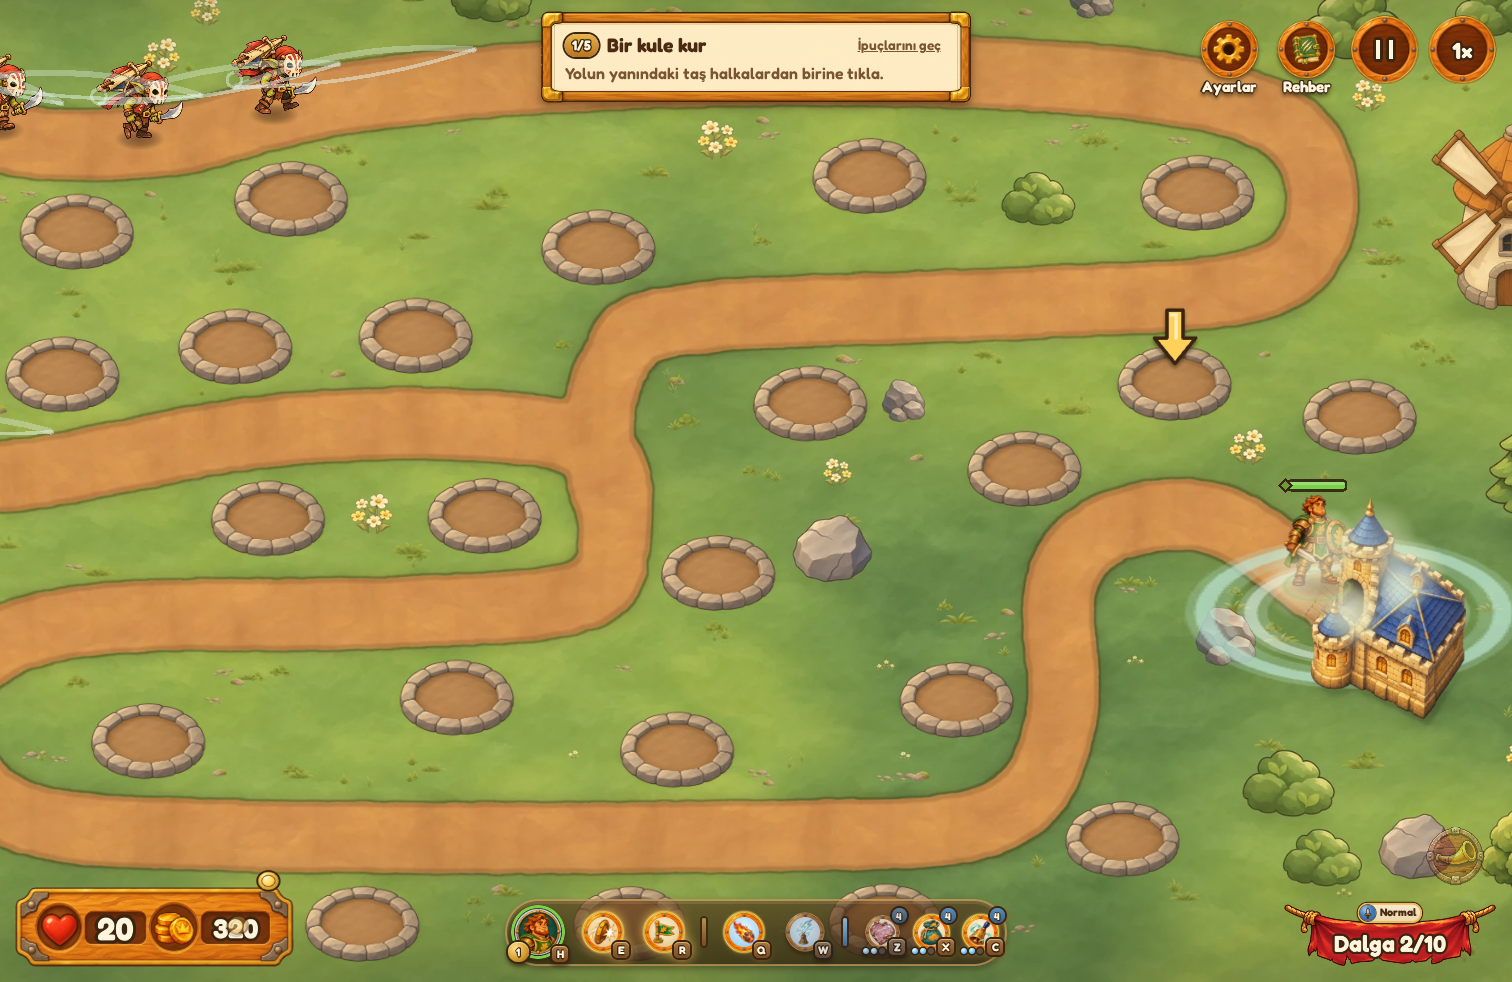 1/5 Bir kule kur İpuçlarını geç
Yolun yanındaki taş halkalardan birine tıkla.
1x
Ayarlar Rehber
20 320
1 H E R Q W 4 Z 4 X 4 C
Normal
Dalga 2/10